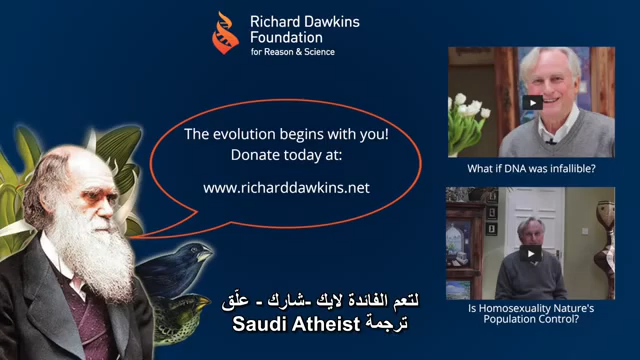 Richard Dawkins
Foundation
for Reason & Science
The evolution begins with you!
Donate today at:
www.richarddawkins.net
What if DNA was infallible?
Is Homosexuality Nature's
Population Control?
لتعم الفائدة لايك -شارك - علّق
ترجمة Saudi Atheist